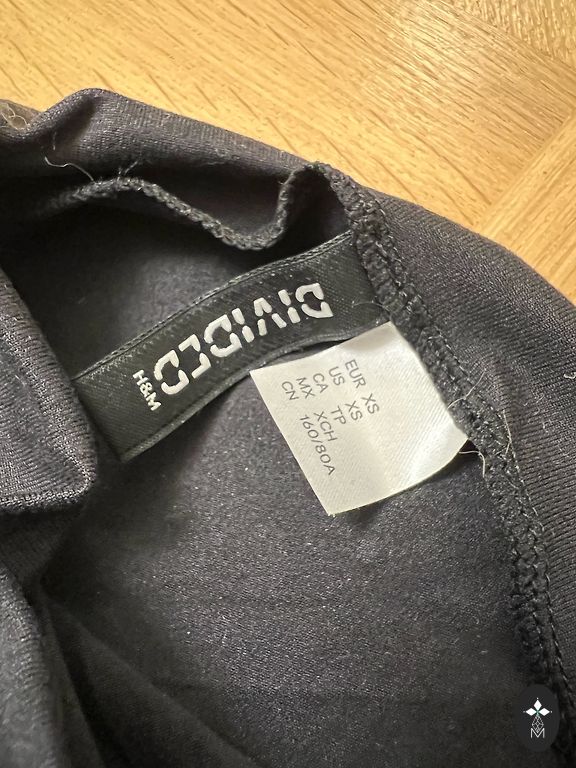 DIVIDED
H&M
EUR XS
US XS
CA TP
MX XCH
CN 160/80A
M